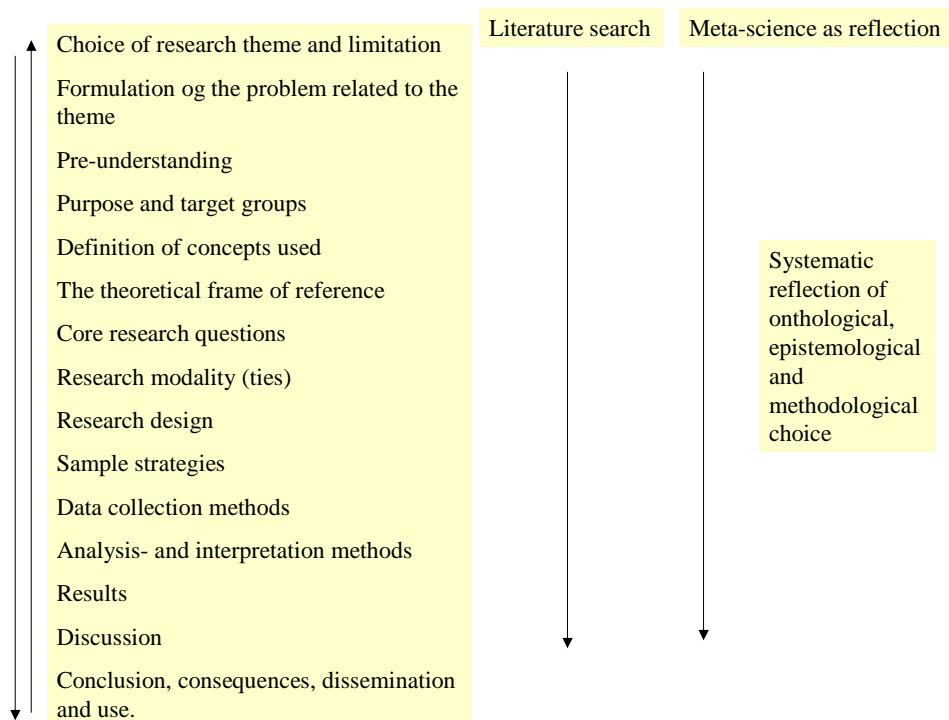 Choice of research theme and limitation
Formulation og the problem related to the
theme
Pre-understanding
Purpose and target groups
Definition of concepts used
The theoretical frame of reference
Core research questions
Research modality (ties)
Research design
Sample strategies
Data collection methods
Analysis- and interpretation methods
Results
Discussion
Conclusion, consequences, dissemination
and use.
Literature search
Meta-science as reflection
Systematic
reflection of
onthological,
epistemological
and
methodological
choice